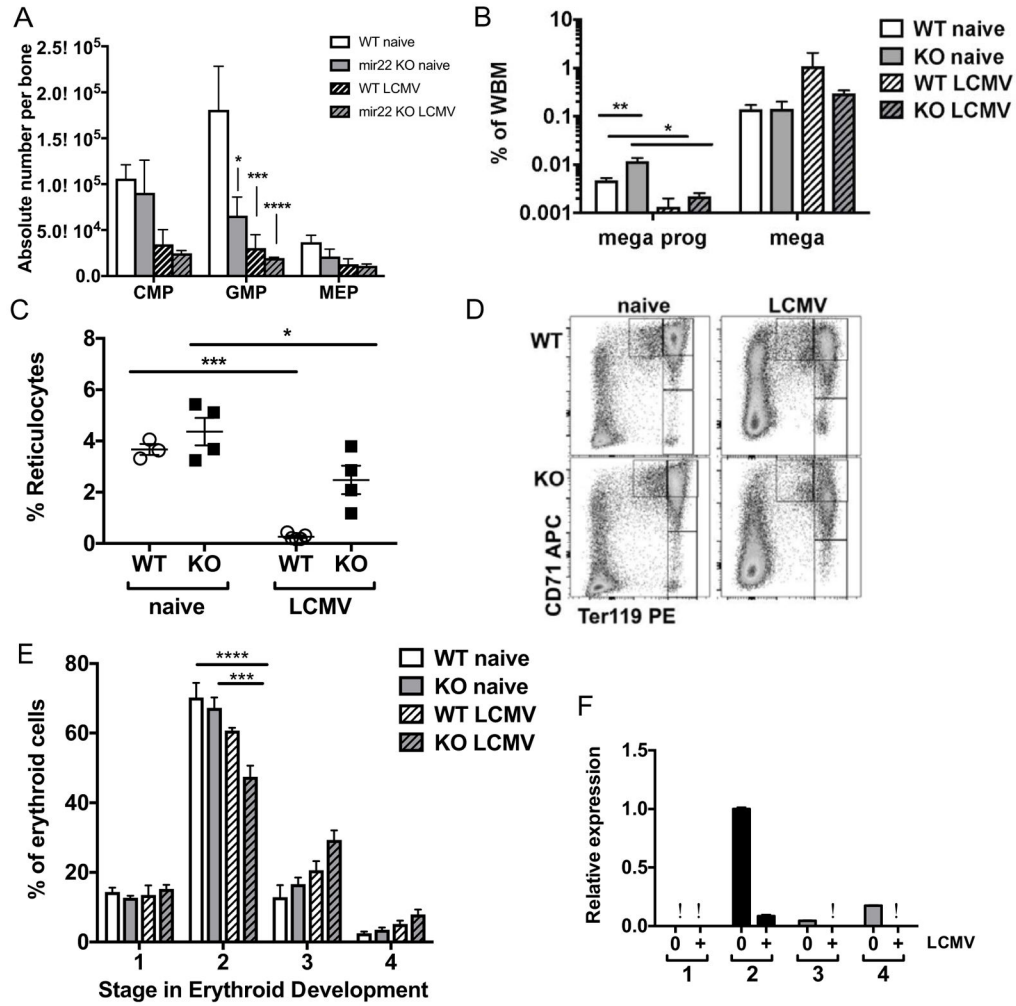 A
Absolute number per bone
2.5! 10⁵
2.0! 10⁵
1.5! 10⁵
1.0! 10⁵
5.0! 10⁴
0.0
CMP
GMP
MEP
*
***
****
WT naive
mir22 KO naive
WT LCMV
mir22 KO LCMV
B
% of WBM
10
1
0.1
0.01
0.001
**
*
mega prog
mega
WT naive
KO naive
WT LCMV
KO LCMV
C
% Reticulocytes
8
6
4
2
0
*
***
WT
KO
WT
KO
naive
LCMV
D
naive
LCMV
WT
KO
CD71 APC
Ter119 PE
E
% of erythroid cells
80
60
40
20
0
****
***
1
2
3
4
Stage in Erythroid Development
WT naive
KO naive
WT LCMV
KO LCMV
F
Relative expression
1.5
1.0
0.5
0.0
! ! ! !
0 + 0 + 0 + 0 + LCMV
1 2 3 4